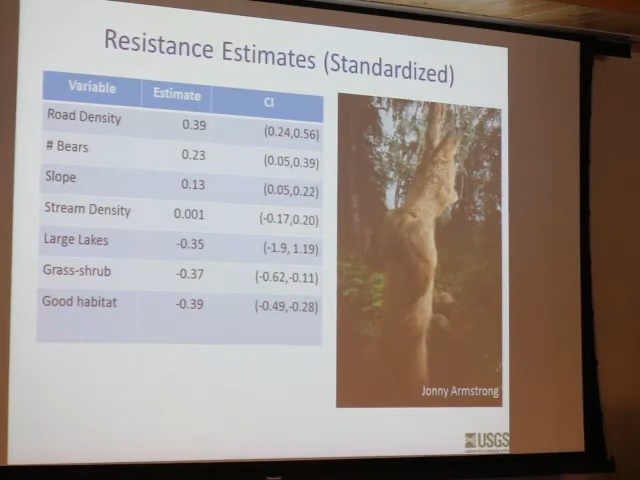 Resistance Estimates (Standardized)
Variable Estimate CI
Road Density 0.39 (0.24,0.56)
# Bears 0.23 (0.05,0.39)
Slope 0.13 (0.05,0.22)
Stream Density 0.001 (-0.17,0.20)
Large Lakes -0.35 (-1.9, 1.19)
Grass-shrub -0.37 (-0.62,-0.11)
Good habitat -0.39 (-0.49,-0.28)
Jonny Armstrong
USGS